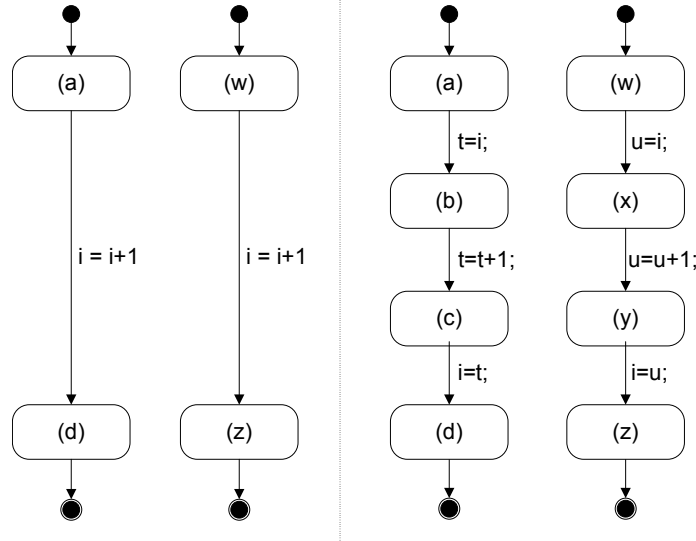 (a) (w) (a) (w)
t=i; u=i;
(b) (x)
i = i+1 i = i+1 t=t+1; u=u+1;
(c) (y)
i=t; i=u;
(d) (z) (d) (z)